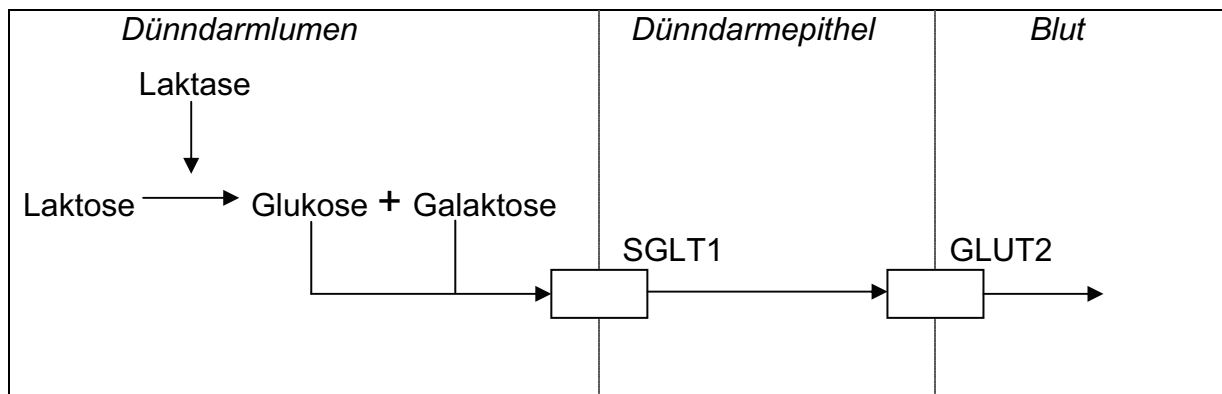 Dünndarmlumen Dünndarmepithel Blut
Laktase
Laktose Glukose + Galaktose
SGLT1 GLUT2